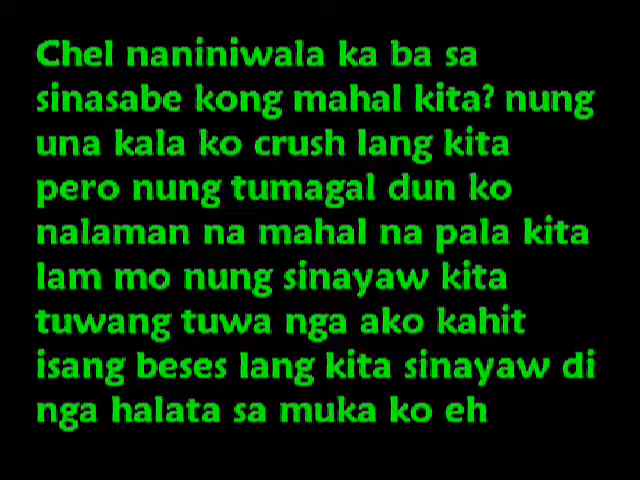 Chel naniniwala ka ba sa
sinasabe kong mahal kita? nung
una kala ko crush lang kita
pero nung tumagal dun ko
nalaman na mahal na pala kita
lam mo nung sinayaw kita
tuwang tuwa nga ako kahit
isang beses lang kita sinayaw di
nga halata sa muka ko eh